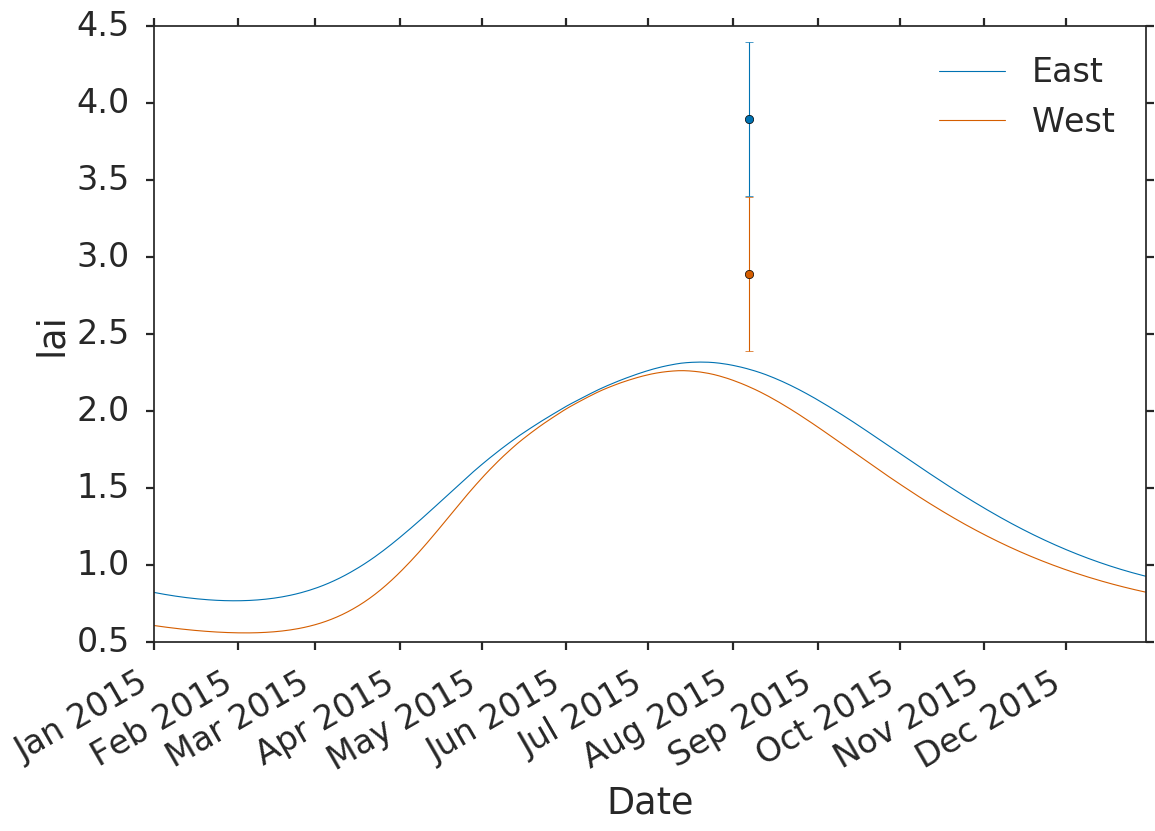 4.5
4.0
3.5
3.0
2.5
2.0
1.5
1.0
0.5
lai
East
West
Jan 2015
Feb 2015
Mar 2015
Apr 2015
May 2015
Jun 2015
Jul 2015
Aug 2015
Sep 2015
Oct 2015
Nov 2015
Dec 2015
Date